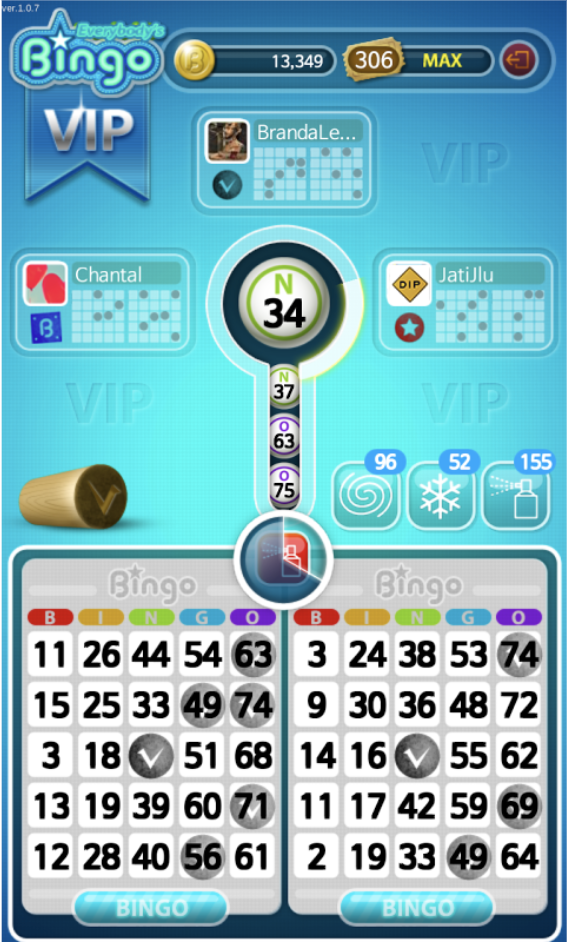 ver.1.0.7
Everybody's
Bingo
VIP
13,349
306 MAX
BrandaLe...
VIP
Chantal
N
34
DIP
JatiJlu
N
37
O
63
O
75
VIP
VIP
96 52 155
Bingo
B I N G O
11 26 44 54 63
15 25 33 49 74
3 18 51 68
13 19 39 60 71
12 28 40 56 61
BINGO
Bingo
B I N G O
3 24 38 53 74
9 30 36 48 72
14 16 55 62
11 17 42 59 69
2 19 33 49 64
BINGO